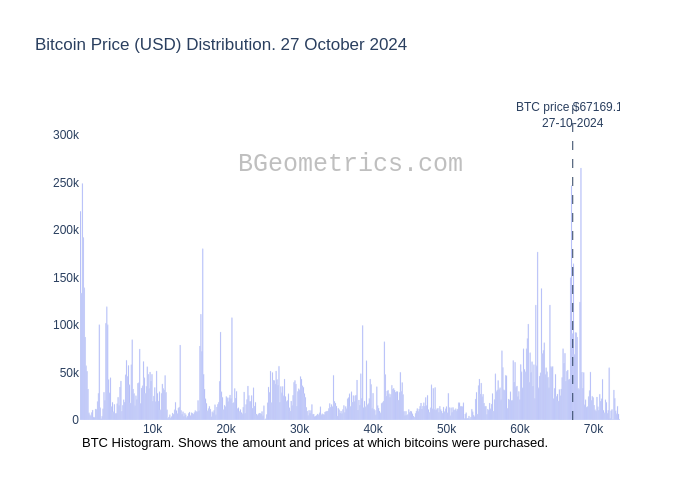 Bitcoin Price (USD) Distribution. 27 October 2024
BTC price $67169.1
27-10-2024
300k
BGeometrics.com
250k
200k
150k
100k
50k
0
10k 20k 30k 40k 50k 60k 70k
BTC Histogram. Shows the amount and prices at which bitcoins were purchased.